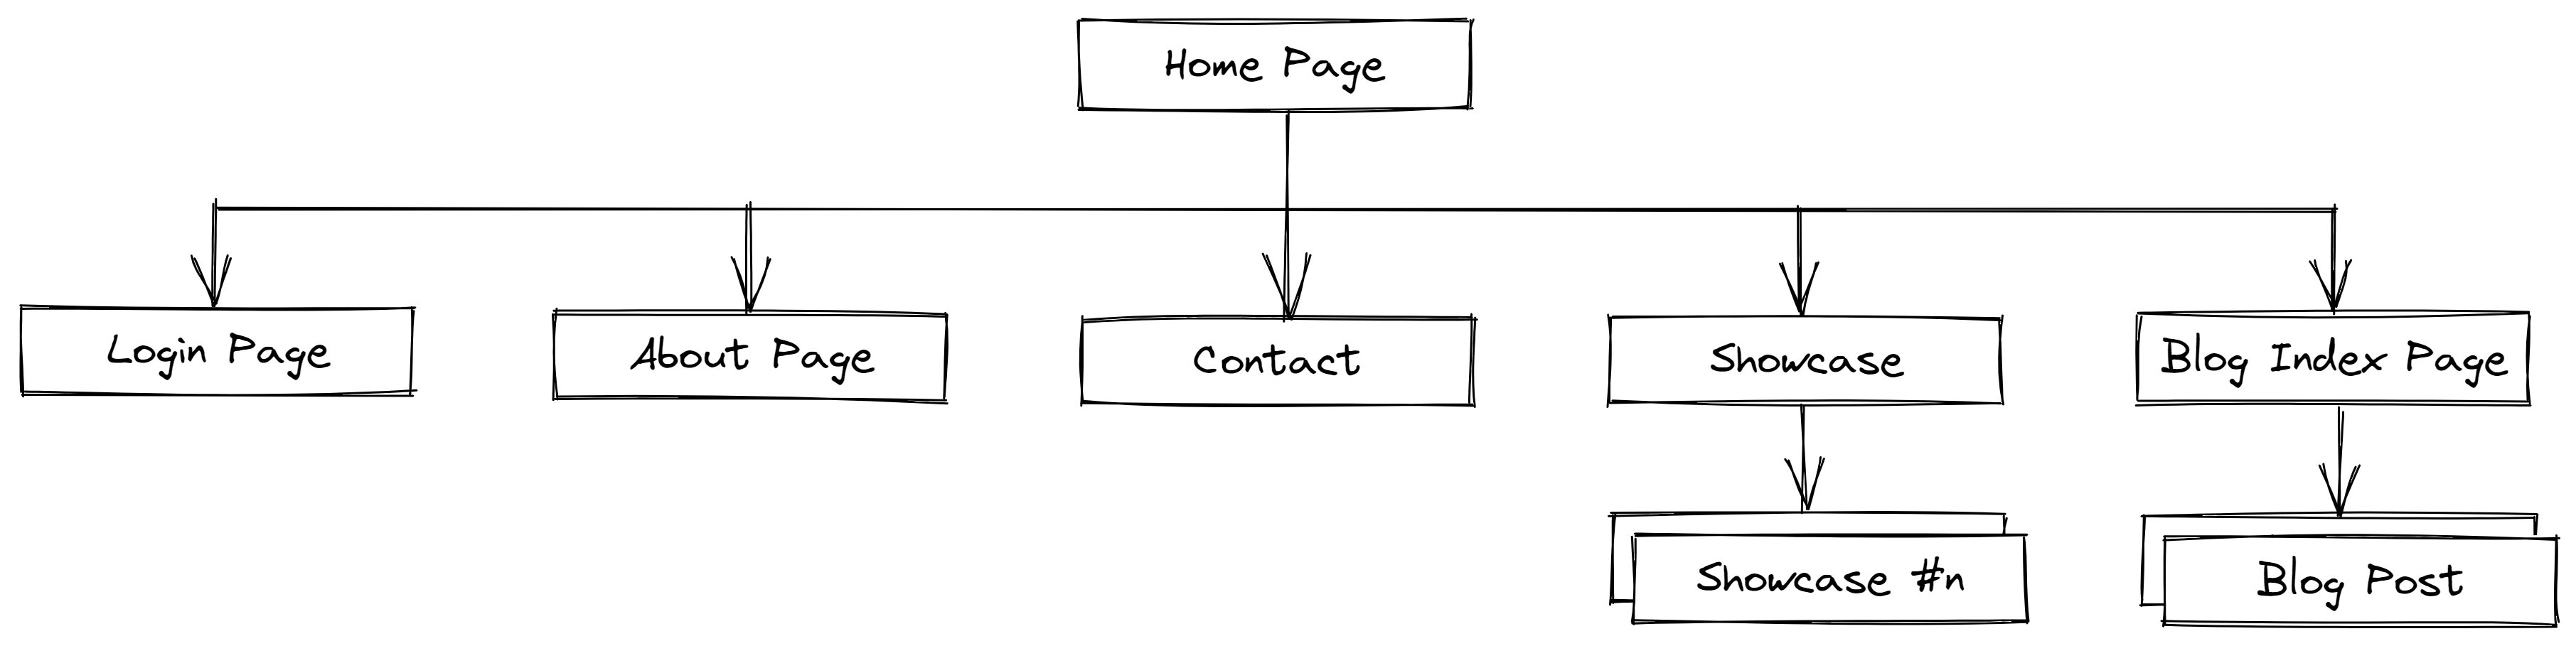 Home Page
Login Page
About Page
Contact
Showcase
Blog Index Page
Showcase #n
Blog Post